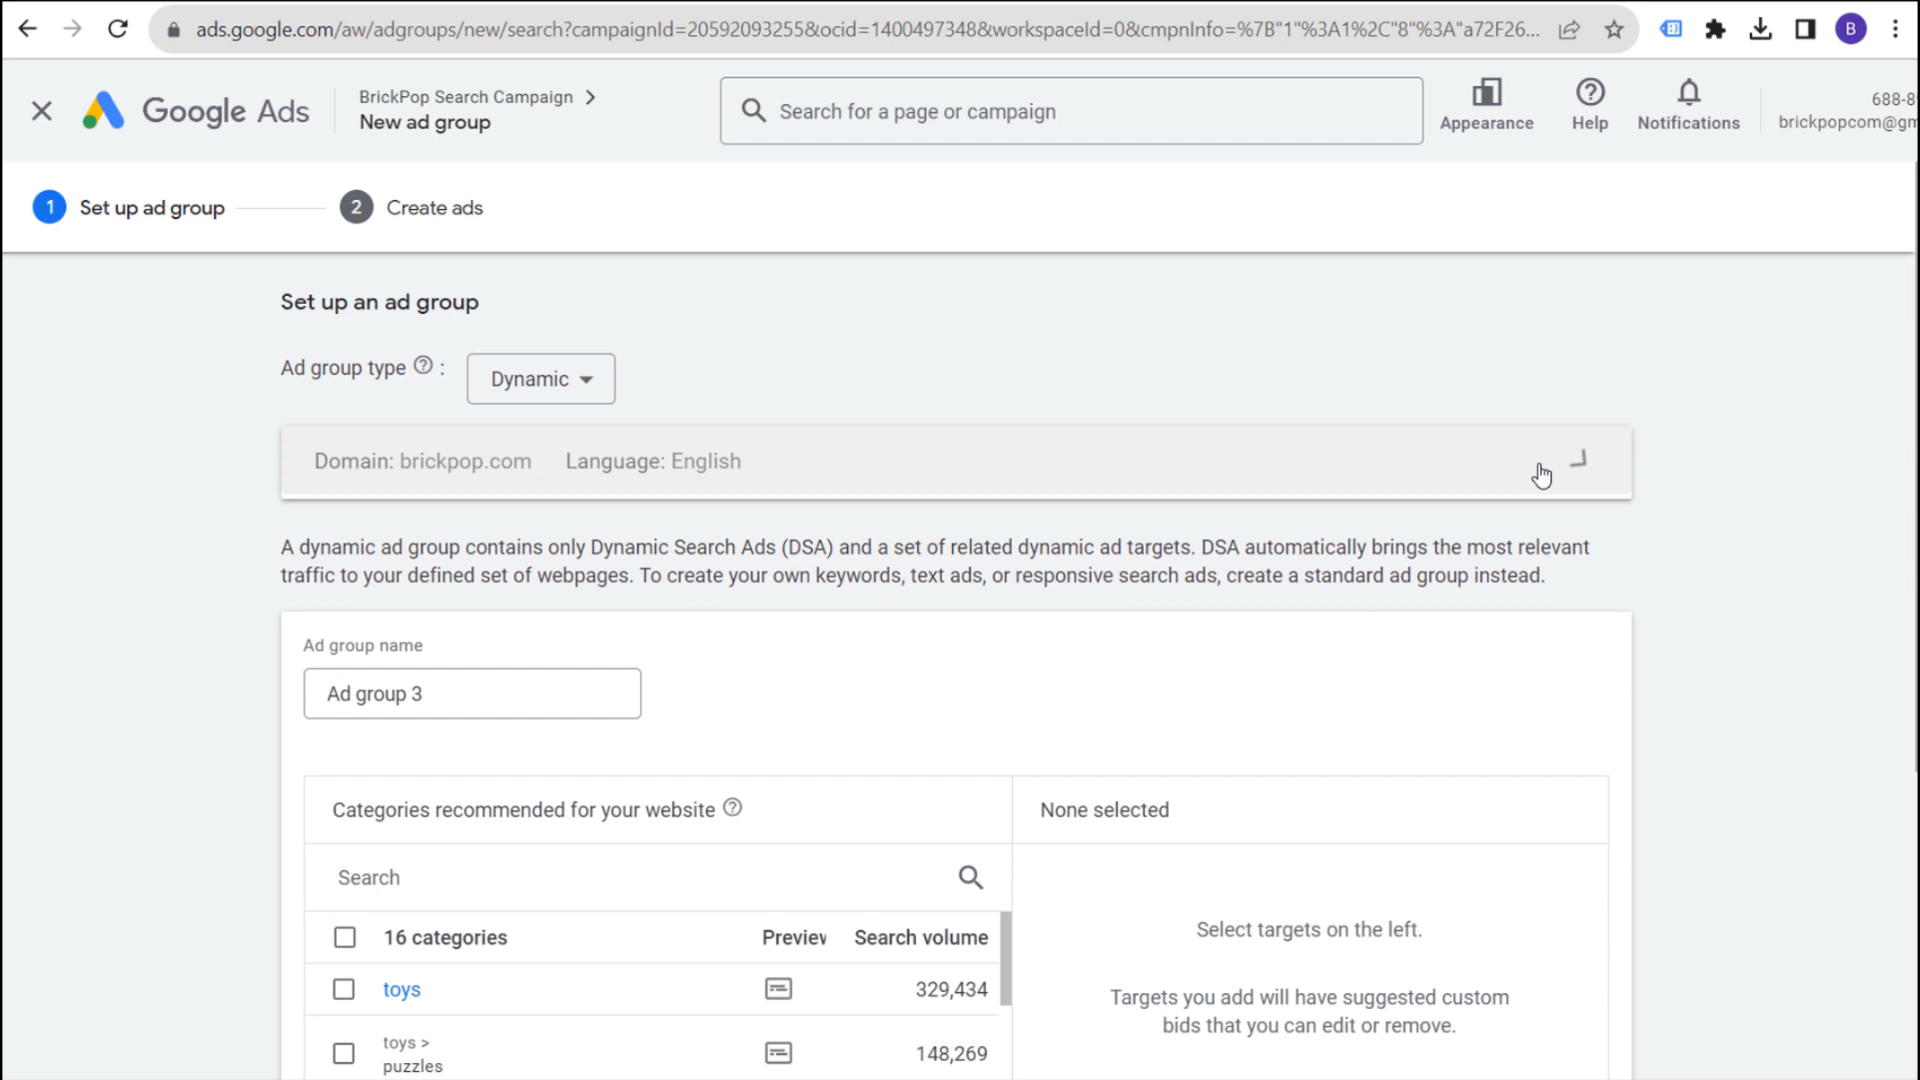 ads.google.com/aw/adgroups/new/search?campaignId=20592093255&ocid=1400497348&workspaceId=0&cmpnInfo=%7B"1"%3A1%2C"8"%3A"a72F26...
B
Google Ads
BrickPop Search Campaign
New ad group
Search for a page or campaign
Appearance
Help
Notifications
688-8
brickpopcom@gm
1 Set up ad group
2 Create ads
Set up an ad group
Ad group type ? :
Dynamic
Domain: brickpop.com Language: English
A dynamic ad group contains only Dynamic Search Ads (DSA) and a set of related dynamic ad targets. DSA automatically brings the most relevant
traffic to your defined set of webpages. To create your own keywords, text ads, or responsive search ads, create a standard ad group instead.
Ad group name
Ad group 3
Categories recommended for your website ?
None selected
Search
16 categories Preview Search volume
toys 329,434
toys >
puzzles 148,269
Select targets on the left.
Targets you add will have suggested custom
bids that you can edit or remove.